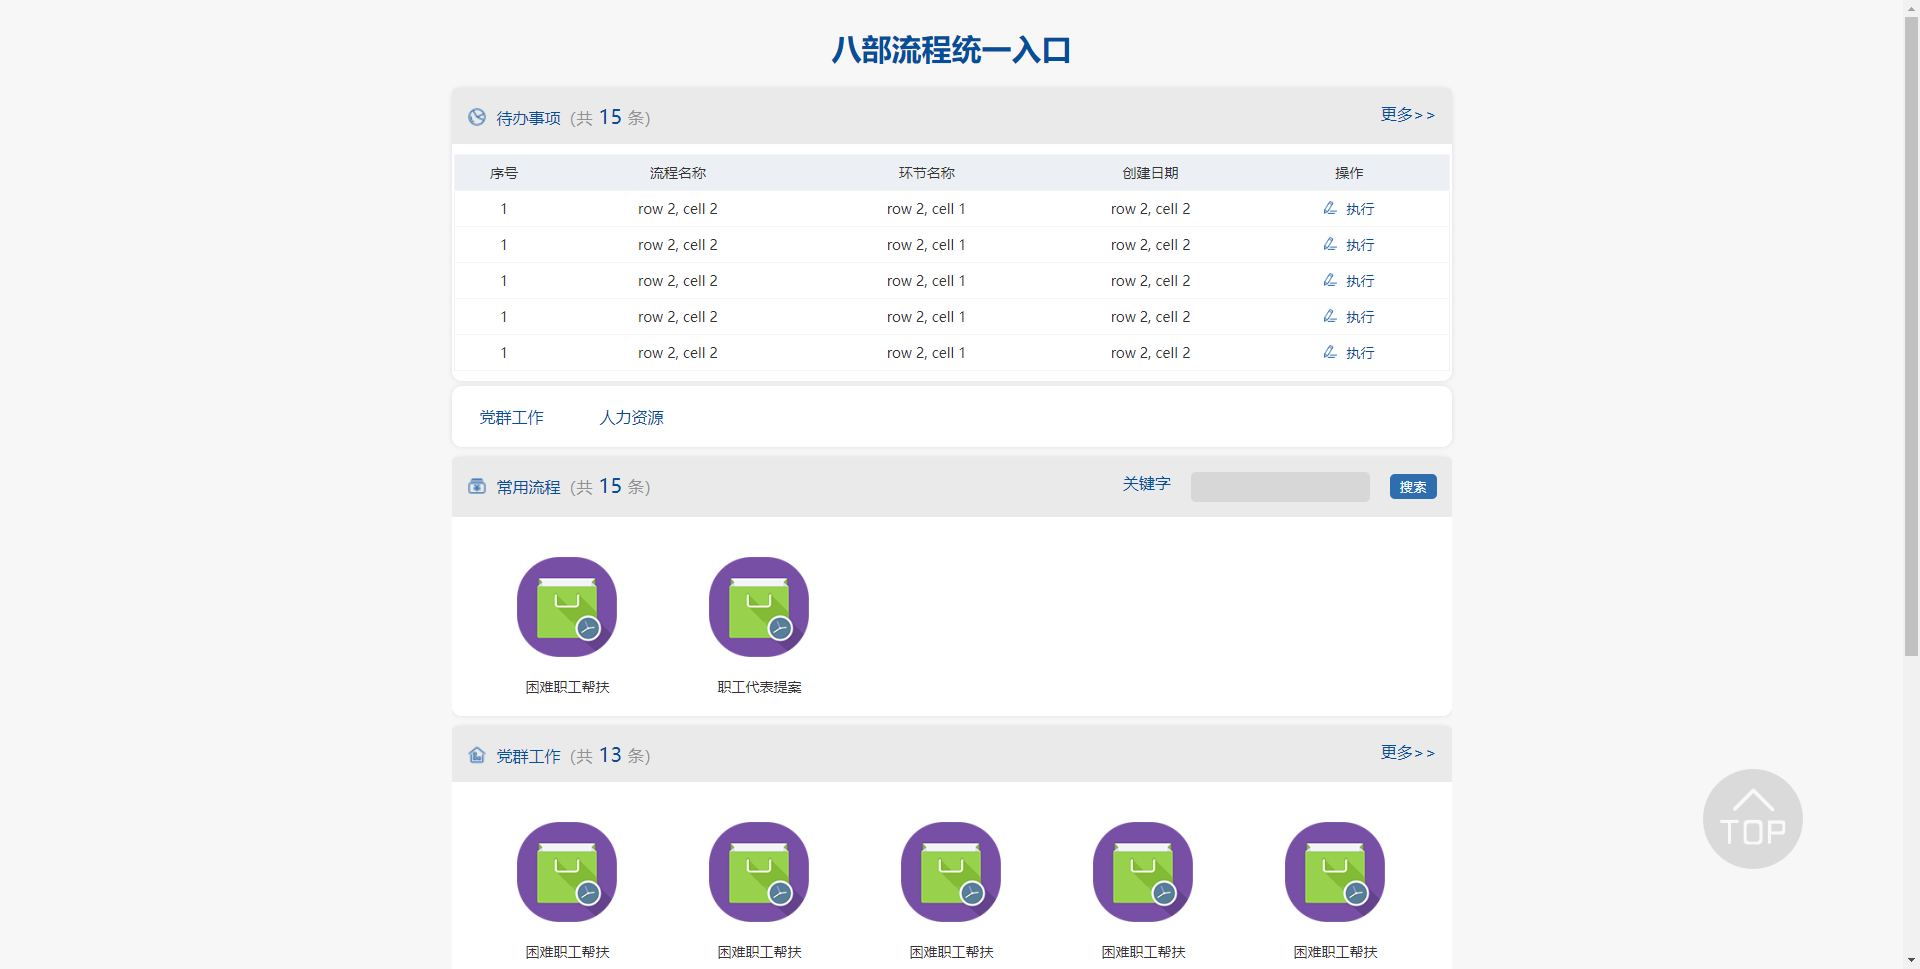 八部流程统一入口
待办事项 (共 15 条) 更多>>
序号 流程名称 环节名称 创建日期 操作
1 row 2, cell 2 row 2, cell 1 row 2, cell 2 执行
1 row 2, cell 2 row 2, cell 1 row 2, cell 2 执行
1 row 2, cell 2 row 2, cell 1 row 2, cell 2 执行
1 row 2, cell 2 row 2, cell 1 row 2, cell 2 执行
1 row 2, cell 2 row 2, cell 1 row 2, cell 2 执行
党群工作 人力资源
常用流程 (共 15 条) 关键字 搜索
困难职工帮扶 职工代表提案
党群工作 (共 13 条) 更多>>
TOP
困难职工帮扶 困难职工帮扶 困难职工帮扶 困难职工帮扶 困难职工帮扶